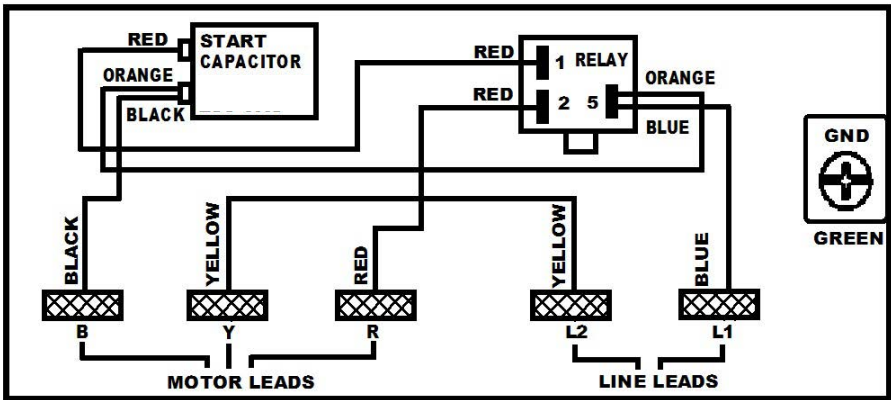 RED
START
CAPACITOR
ORANGE
BLACK
RED
1 RELAY
RED
2 5
ORANGE
BLUE
GND
GREEN
BLACK
YELLOW
RED
YELLOW
BLUE
B
Y
R
L2
L1
MOTOR LEADS
LINE LEADS